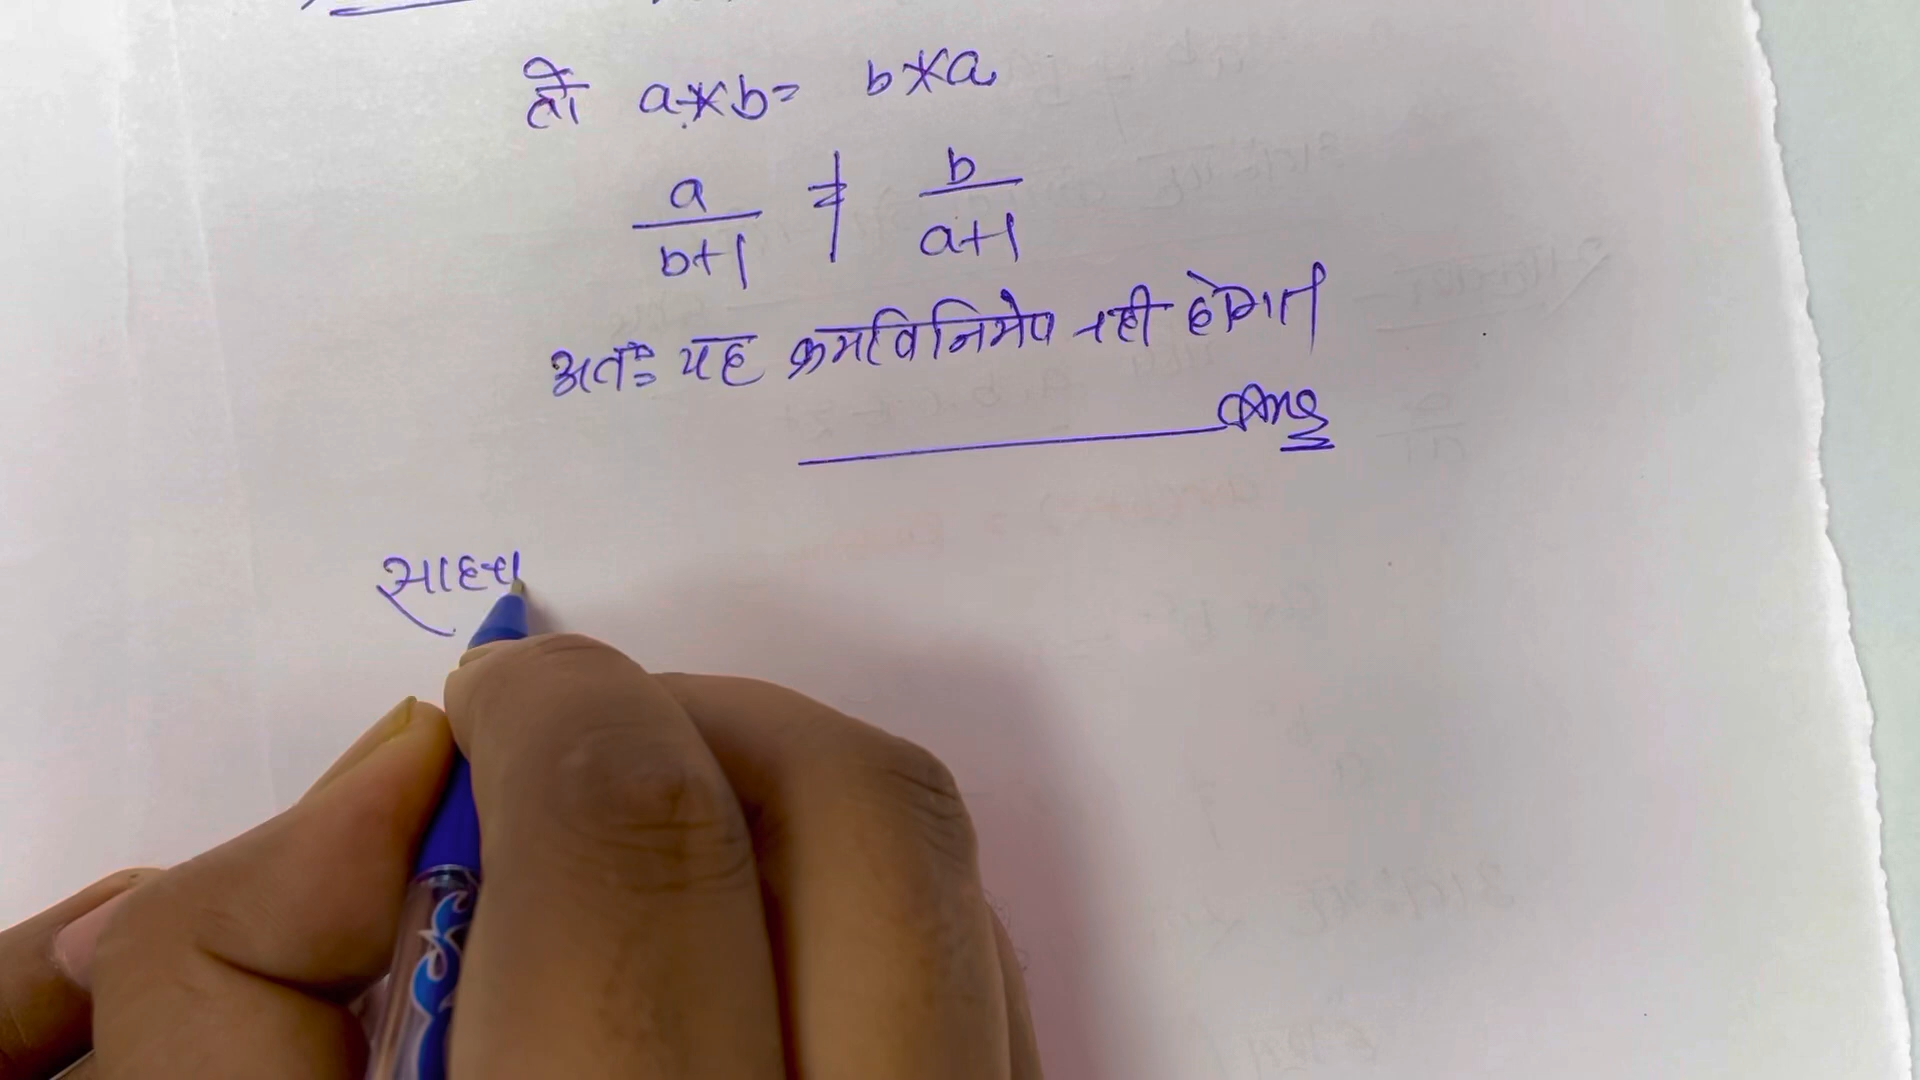 तो a*b= b*a
a/b+1 ≠ b/a+1
अतः यह क्रमविनिमेय नही होगा।
Ans
साहच